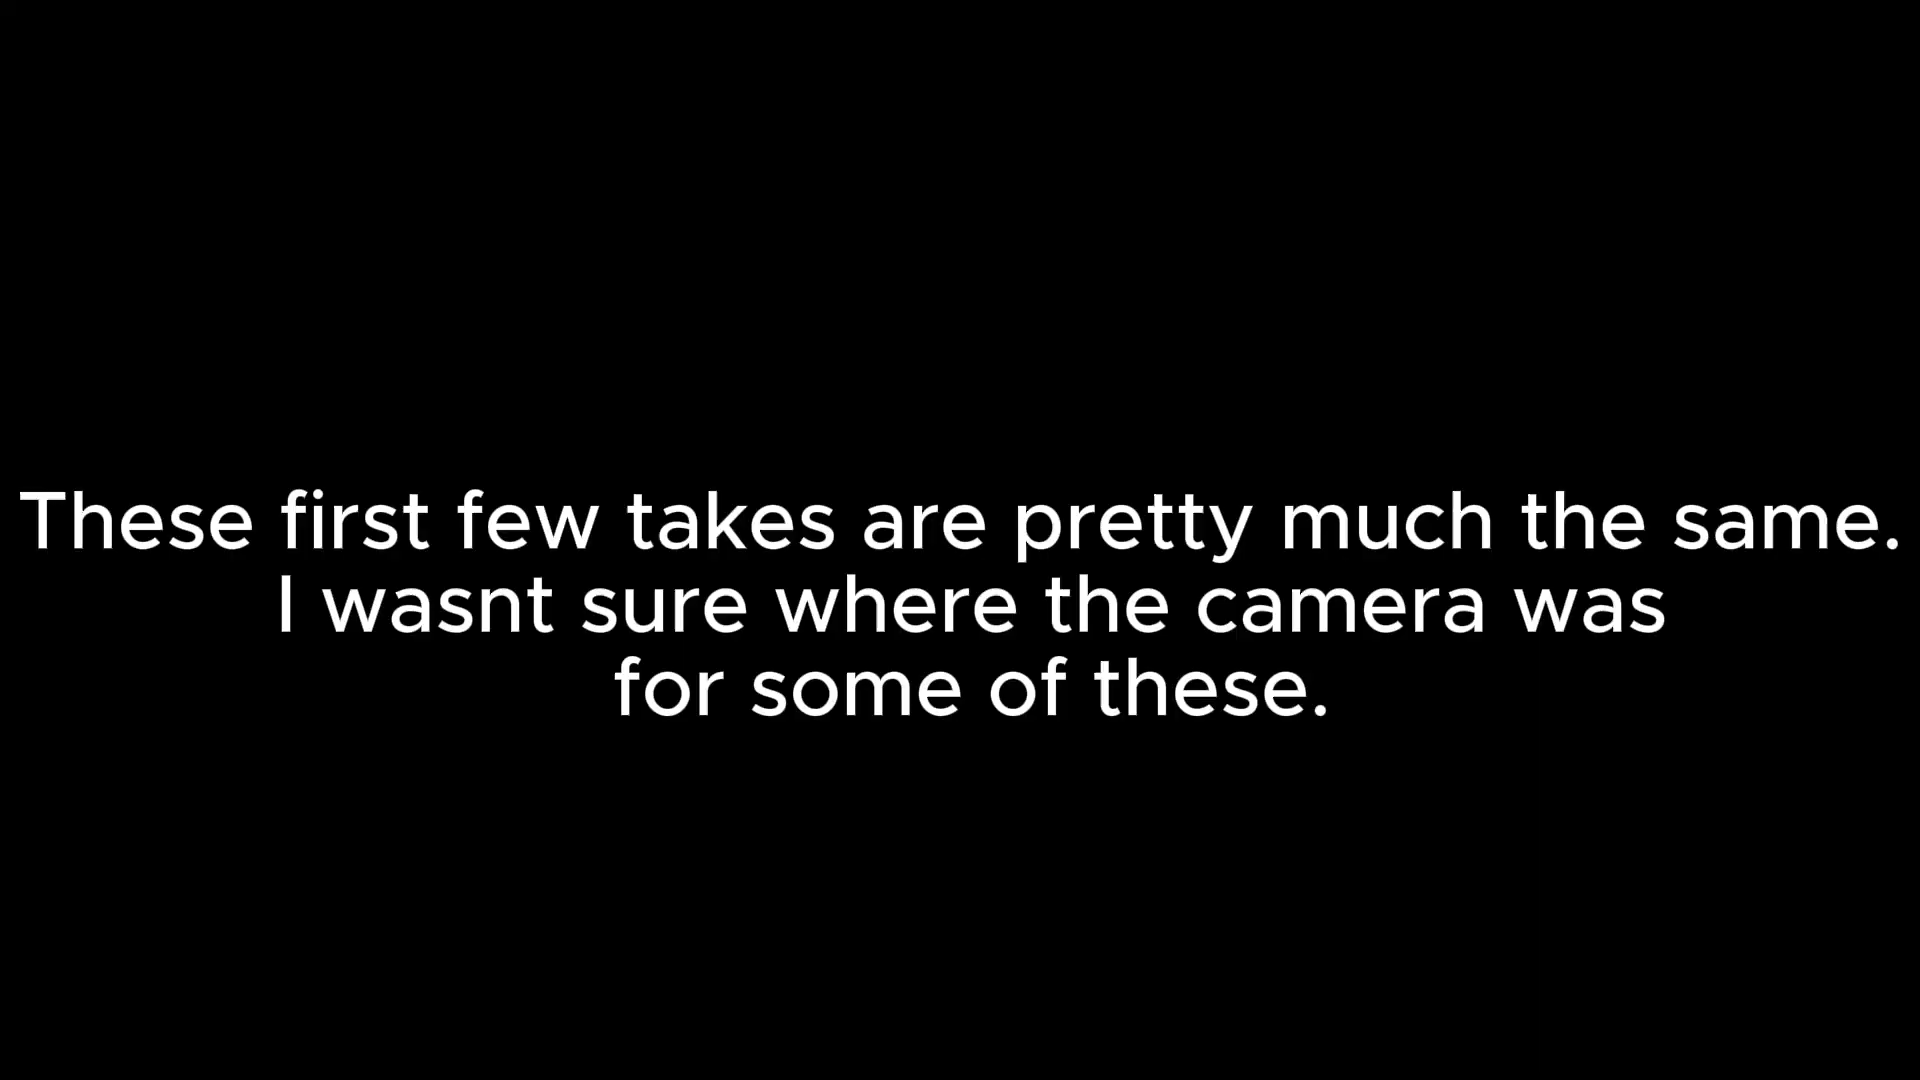 These first few takes are pretty much the same.
I wasnt sure where the camera was
for some of these.